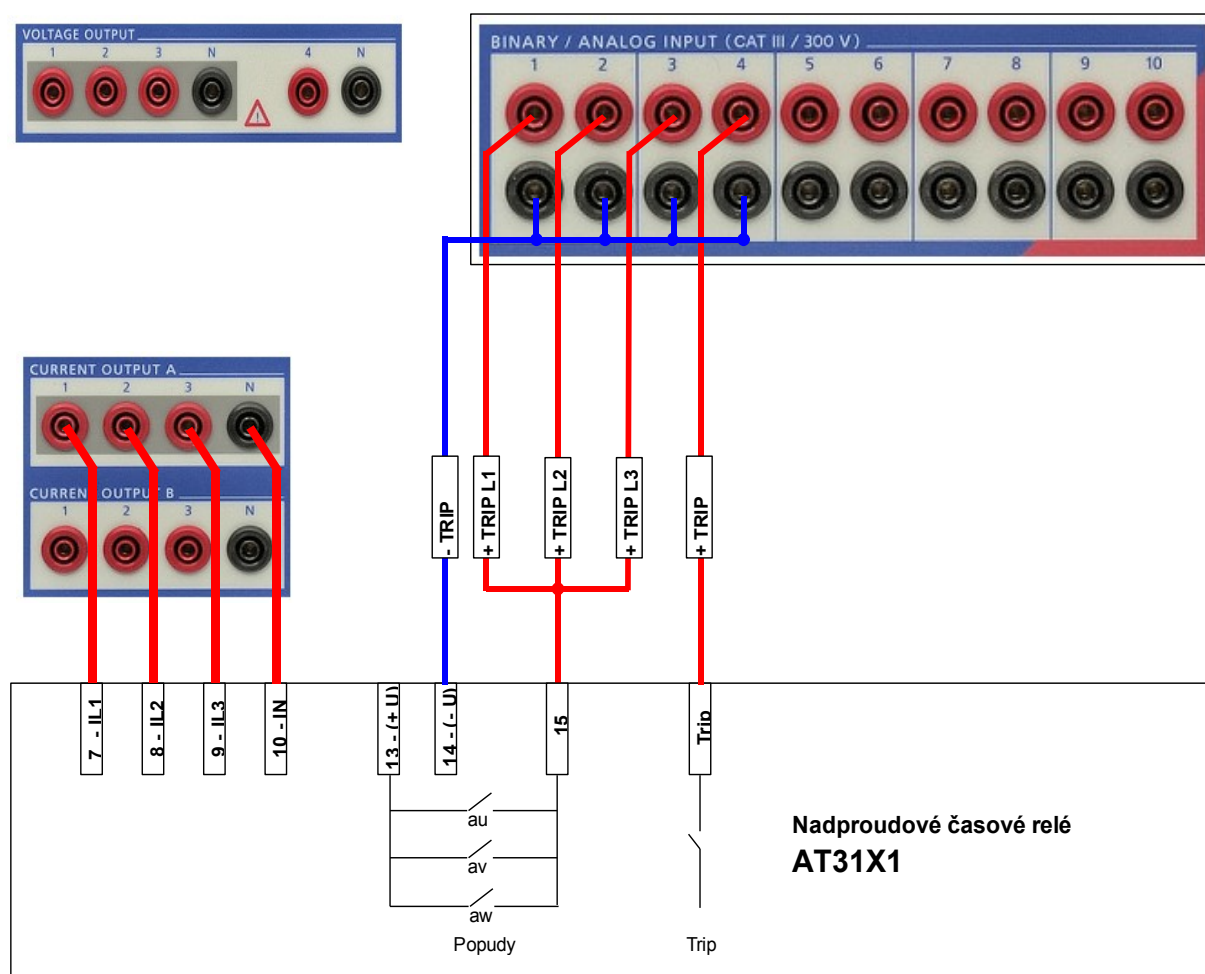 VOLTAGE OUTPUT
1 2 3 N 4 N
BINARY / ANALOG INPUT (CAT III / 300 V)
1 2 3 4 5 6 7 8 9 10
CURRENT OUTPUT A
1 2 3 N
CURRENT OUTPUT B
1 2 3 N
- TRIP
+ TRIP L1
+ TRIP L2
+ TRIP L3
+ TRIP
7 - IL1
8 - IL2
9 - IL3
10 - IN
13 - (+ U)
14 - (- U)
15
Trip
au
av
aw
Popudy
Trip
Nadproudové časové relé
AT31X1